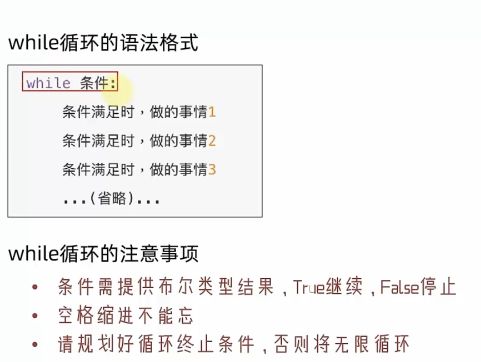 while循环的语法格式
while 条件:
条件满足时，做的事情1
条件满足时，做的事情2
条件满足时，做的事情3
...(省略)...
while循环的注意事项
• 条件需提供布尔类型结果，True继续，False停止
• 空格缩进不能忘
• 请规划好循环终止条件，否则将无限循环